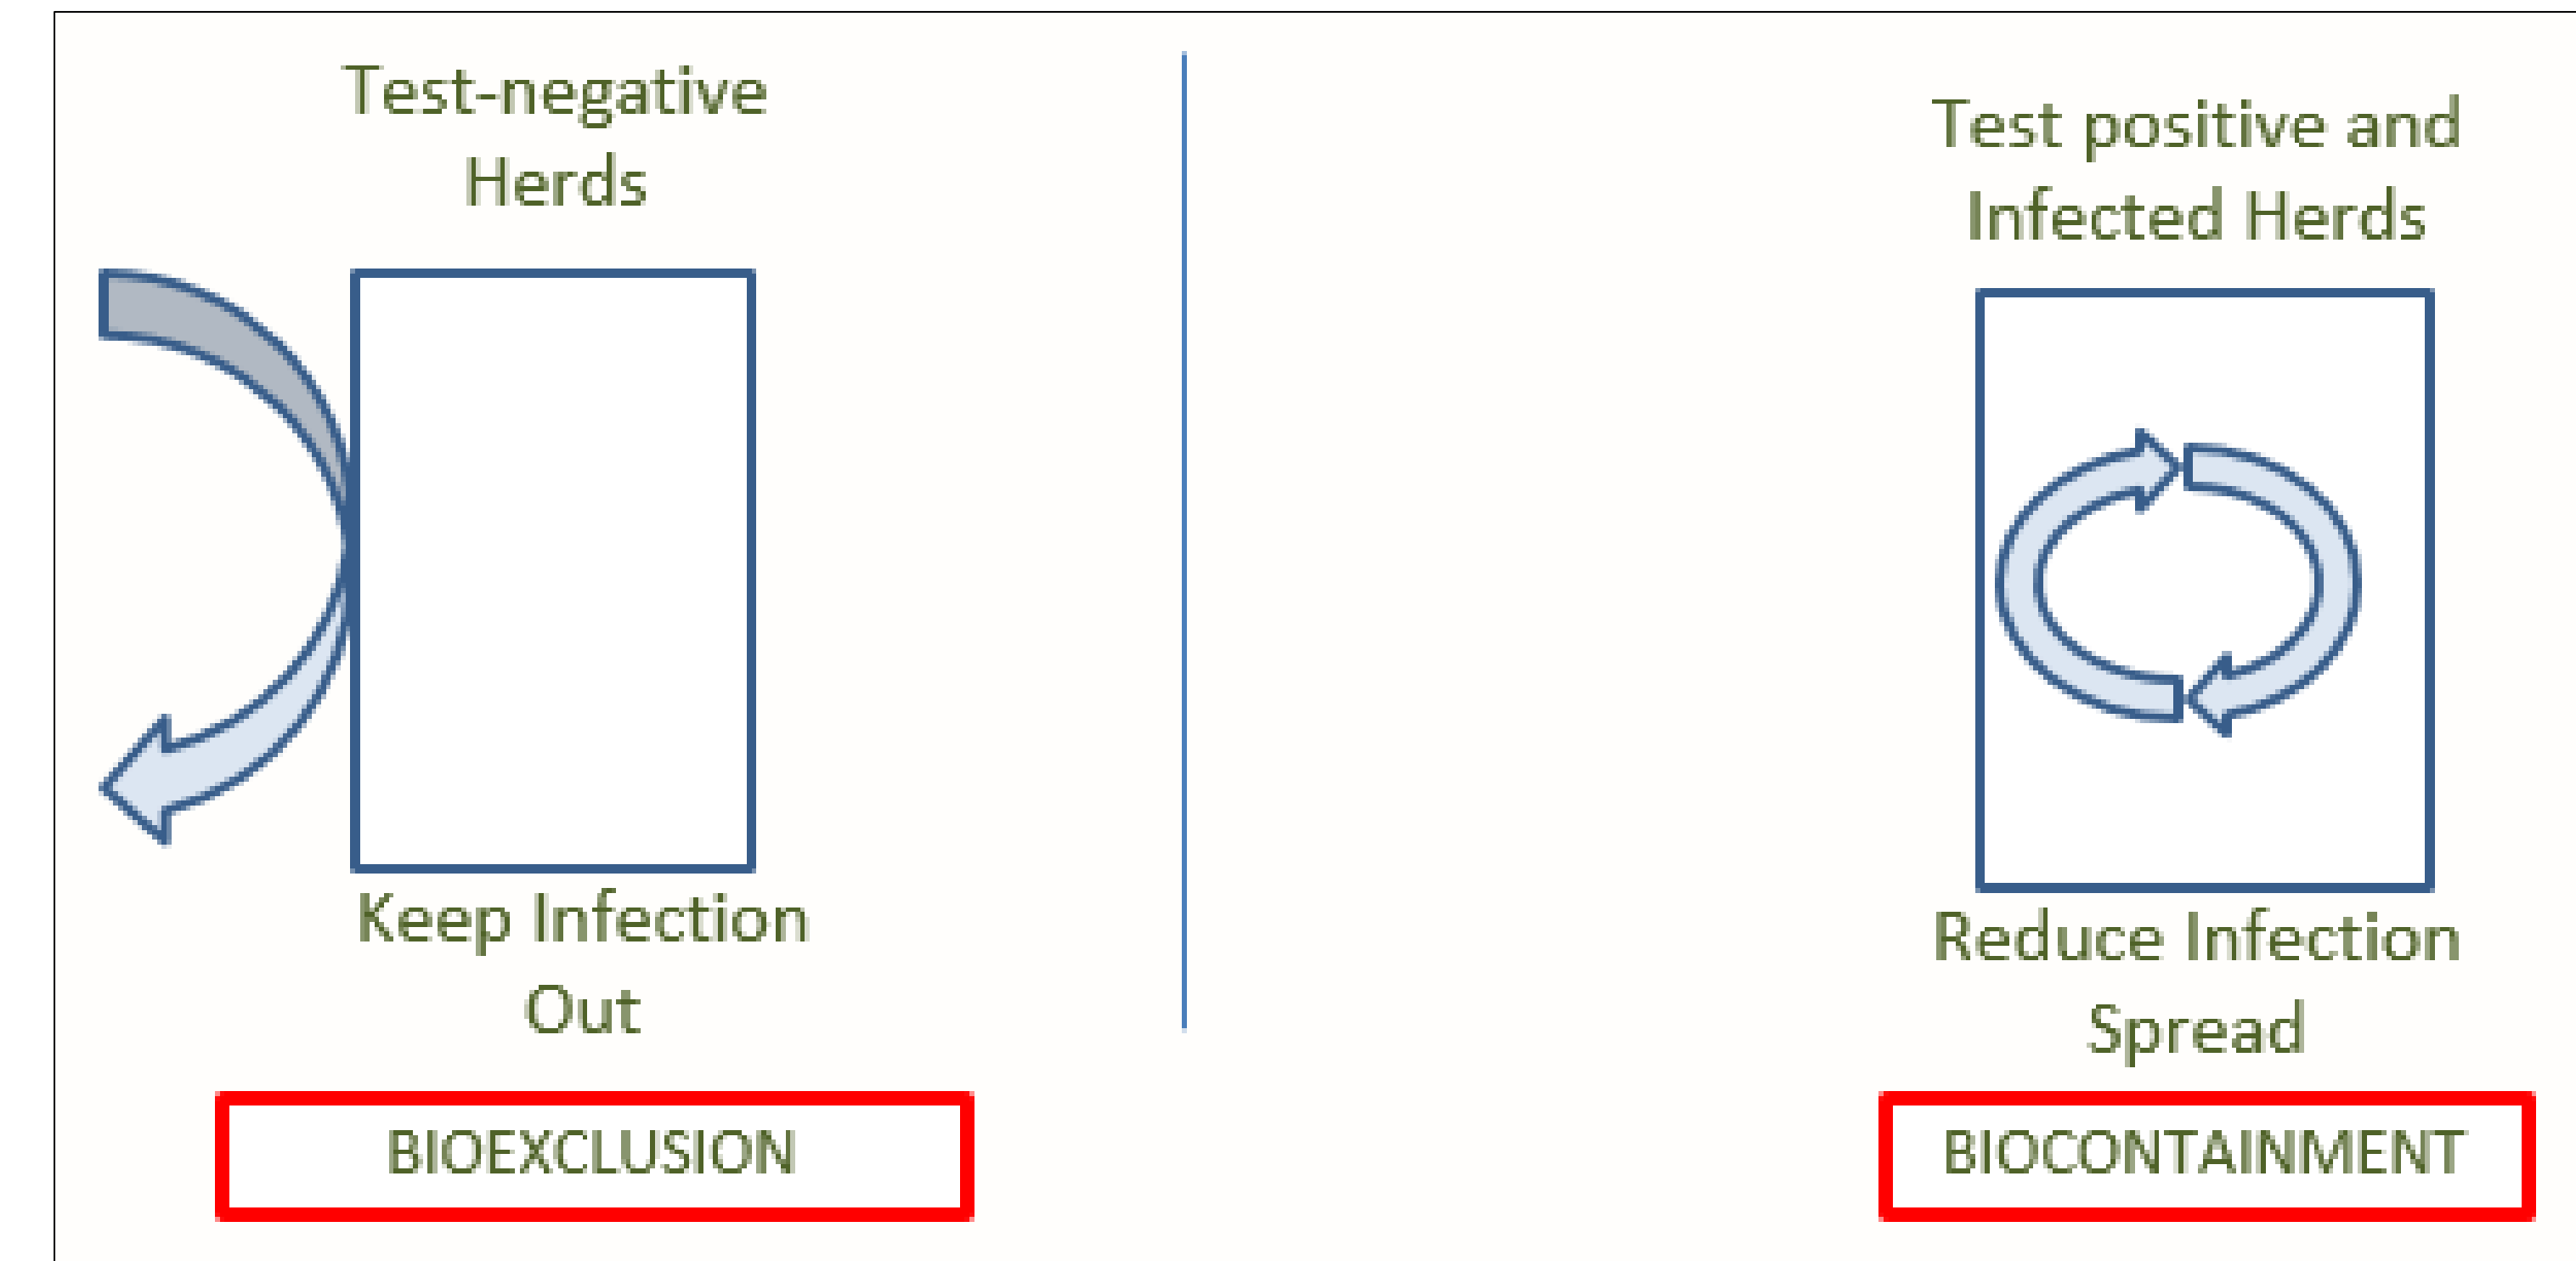 Test-negative
Herds
Keep Infection
Out
BIOEXCLUSION
Test positive and
Infected Herds
Reduce Infection
Spread
BIOCONTAINMENT